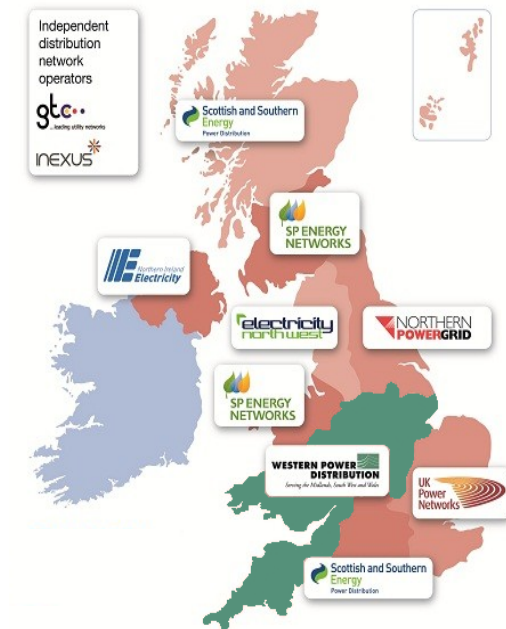 Independent
distribution
network
operators
gtc
...leading utility networks
inexus
Scottish and Southern
Energy
Power Distribution
SP ENERGY
NETWORKS
Northern Ireland
Electricity
electricity
north west
NORTHERN
POWERGRID
SP ENERGY
NETWORKS
WESTERN POWER
DISTRIBUTION
Serving the Midlands, South West and Wales
UK
Power
Networks
Scottish and Southern
Energy
Power Distribution